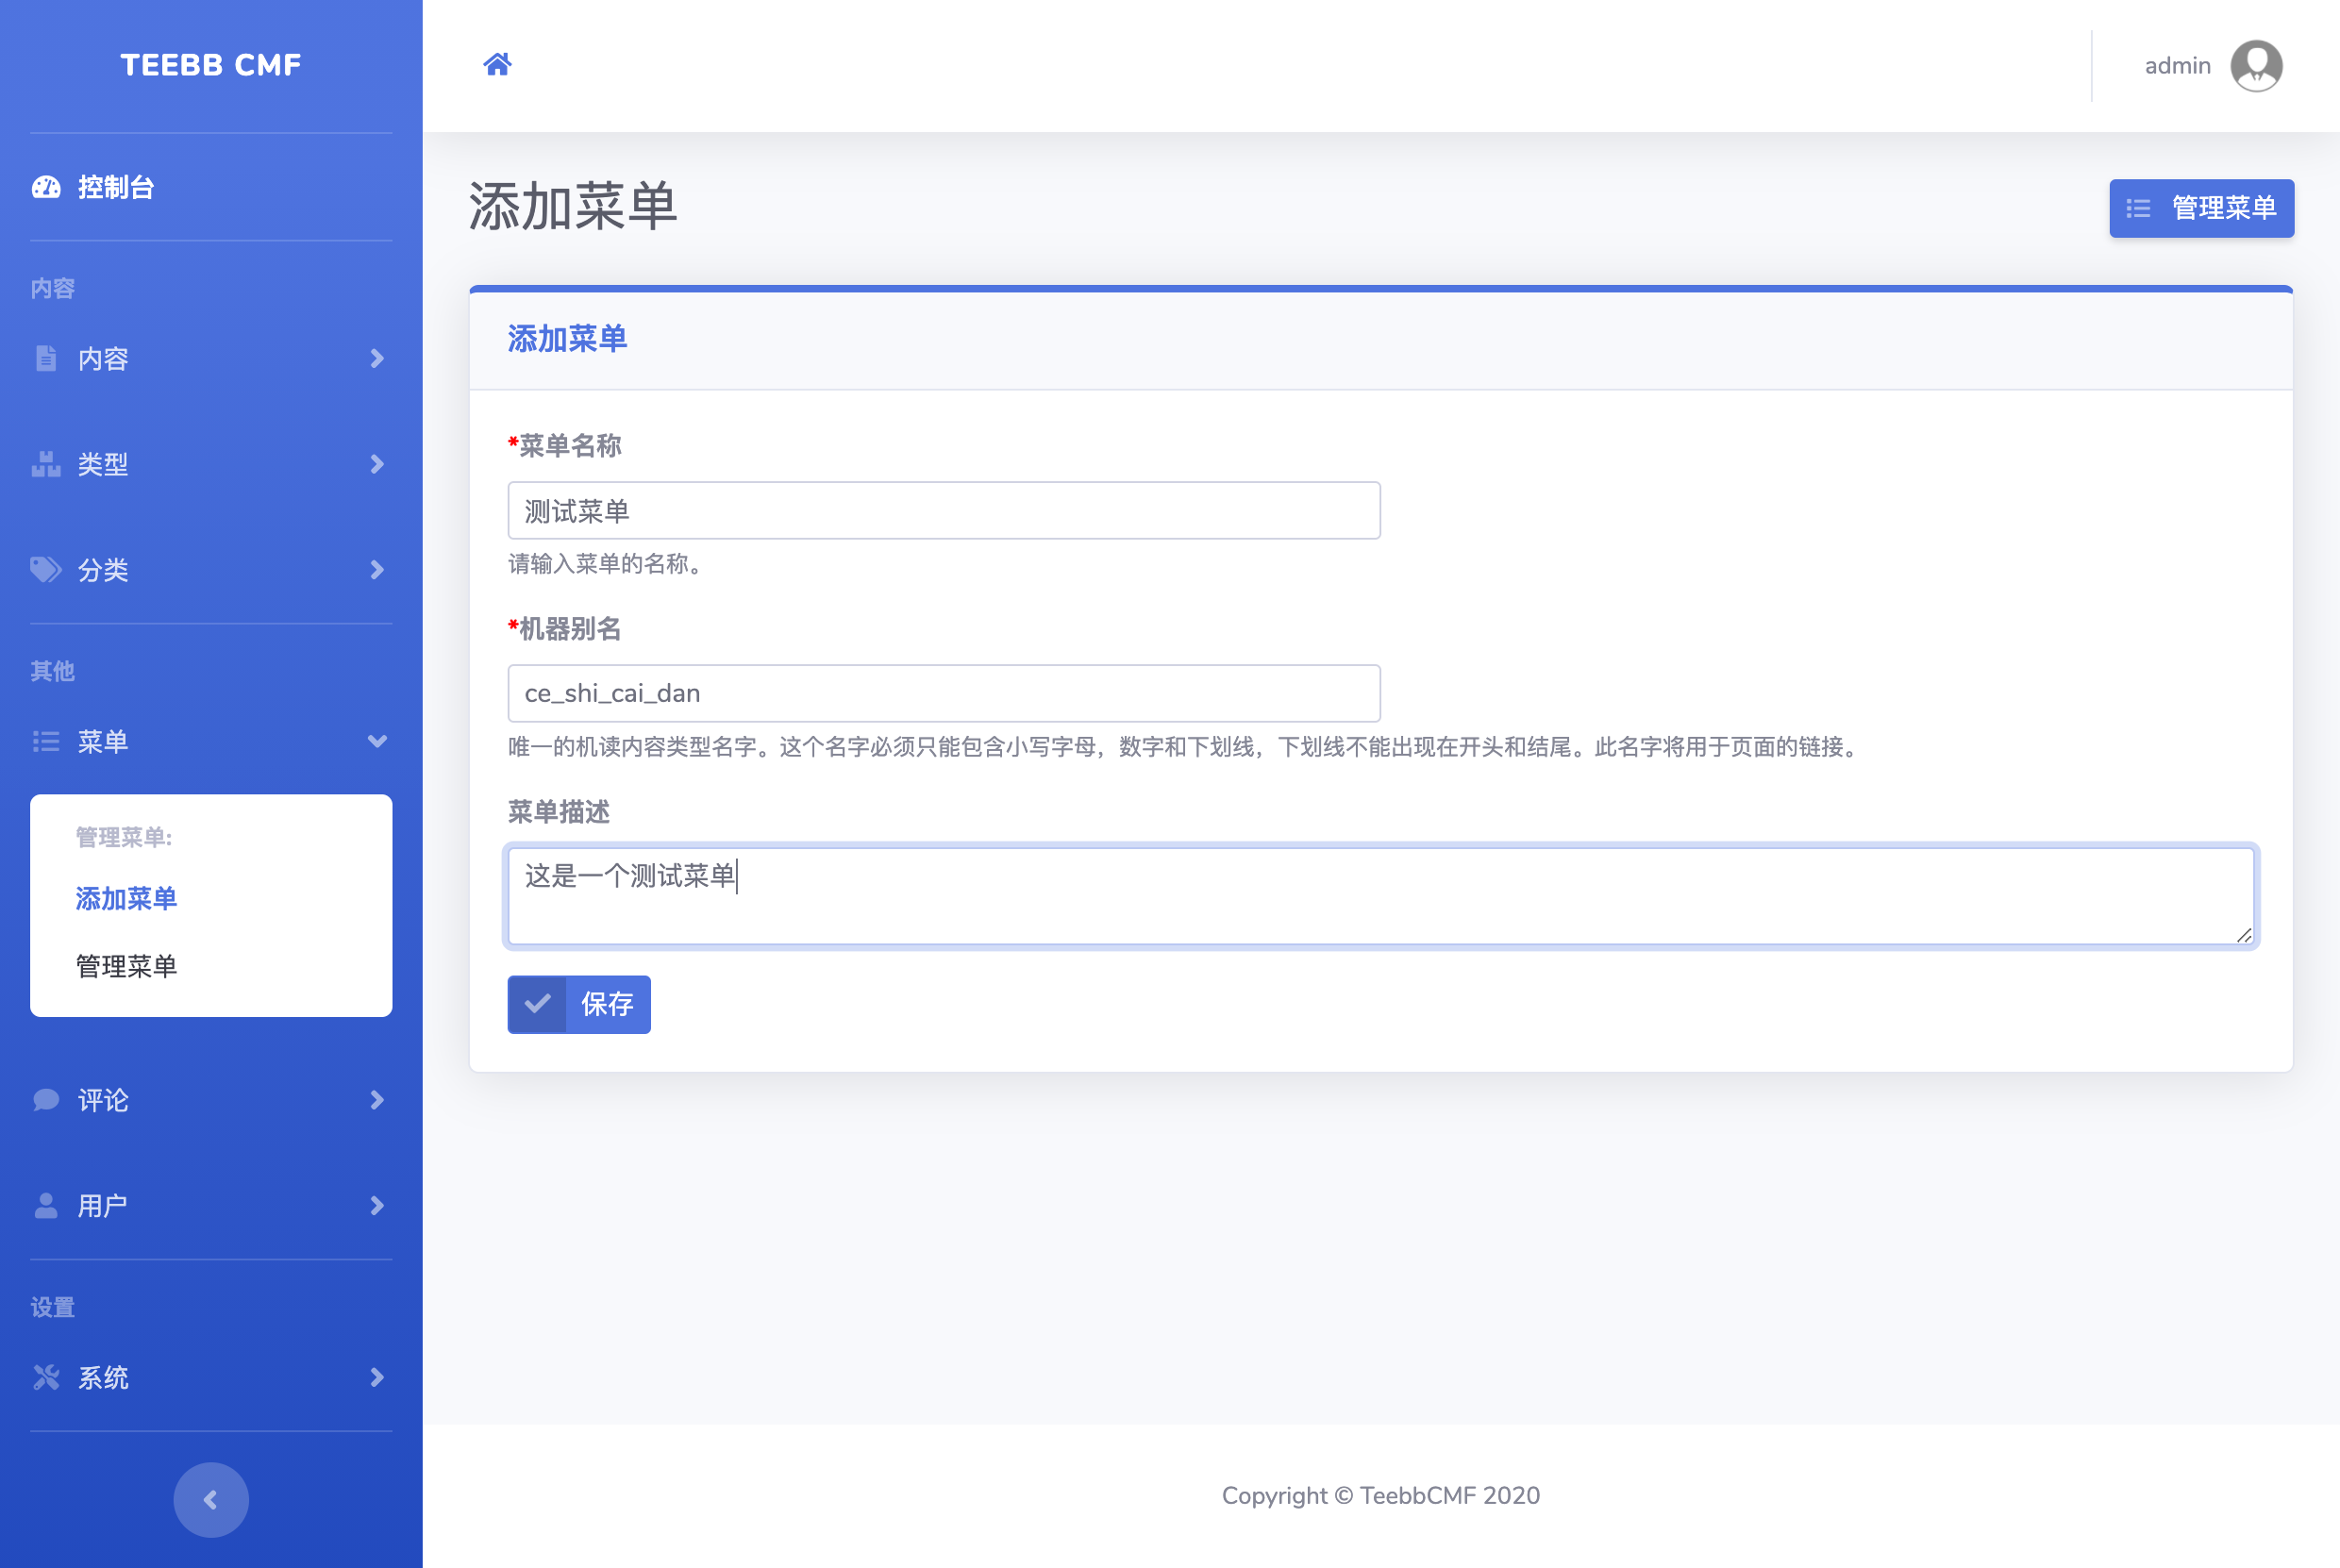 TEEBB CMF
控制台
内容
内容
类型
分类
其他
菜单
管理菜单:
添加菜单
管理菜单
评论
用户
设置
系统
admin
添加菜单
管理菜单
添加菜单
*菜单名称
测试菜单
请输入菜单的名称。
*机器别名
ce_shi_cai_dan
唯一的机读内容类型名字。这个名字必须只能包含小写字母，数字和下划线，下划线不能出现在开头和结尾。此名字将用于页面的链接。
菜单描述
这是一个测试菜单
保存
Copyright © TeebbCMF 2020